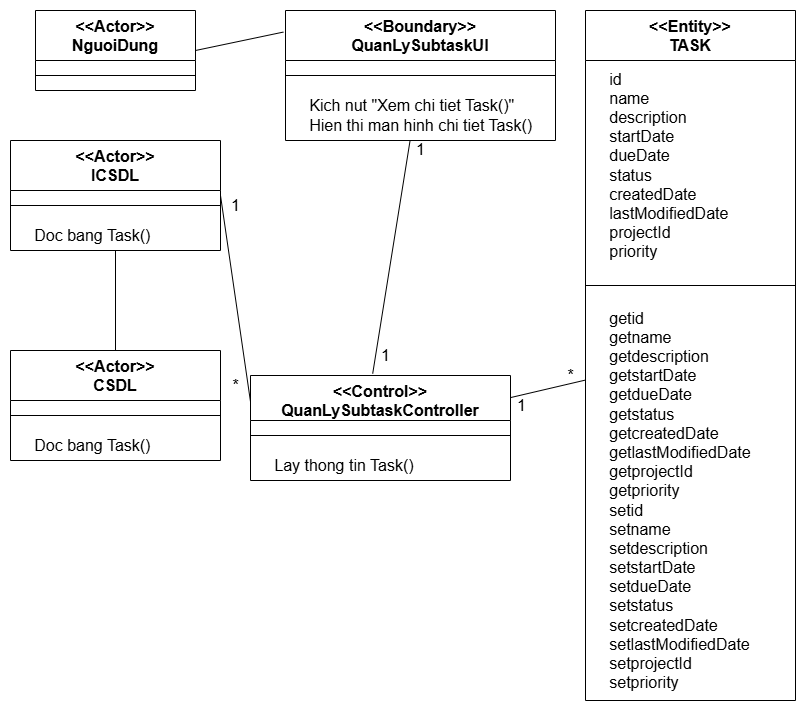 <<Actor>>
NguoiDung
<<Boundary>>
QuanLySubtaskUI
Kich nut "Xem chi tiet Task()"
Hien thi man hinh chi tiet Task()
1
<<Actor>>
ICSDL
Doc bang Task()
1
<<Actor>>
CSDL
Doc bang Task()
*
1
<<Control>>
QuanLySubtaskController
Lay thong tin Task()
1
*
<<Entity>>
TASK
id
name
description
startDate
dueDate
status
createdDate
lastModifiedDate
projectId
priority
getid
getname
getdescription
getstartDate
getdueDate
getstatus
getcreatedDate
getlastModifiedDate
getprojectId
getpriority
setid
setname
setdescription
setstartDate
setdueDate
setstatus
setcreatedDate
setlastModifiedDate
setprojectId
setpriority